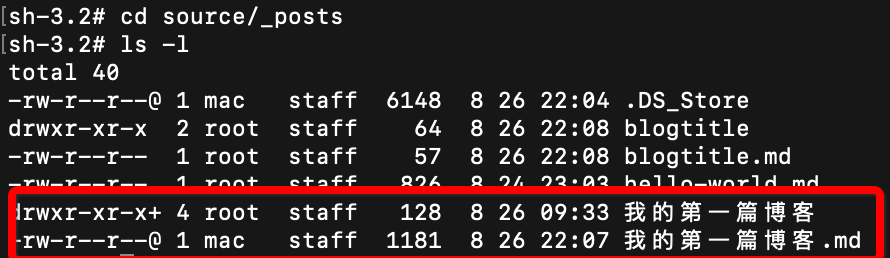 [sh-3.2# cd source/_posts
[sh-3.2# ls -l
total 40
-rw-r--r--@ 1 mac   staff  6148  8 26 22:04 .DS_Store
drwxr-xr-x  2 root  staff    64  8 26 22:08 blogtitle
-rw-r--r--  1 root  staff    57  8 26 22:08 blogtitle.md
-rw-r--r--  1 root  staff   826  8 24 23:03 hello-world.md
drwxr-xr-x+ 4 root  staff   128  8 26 09:33 我的第一篇博客
-rw-r--r--@ 1 mac   staff  1181  8 26 22:07 我的第一篇博客.md